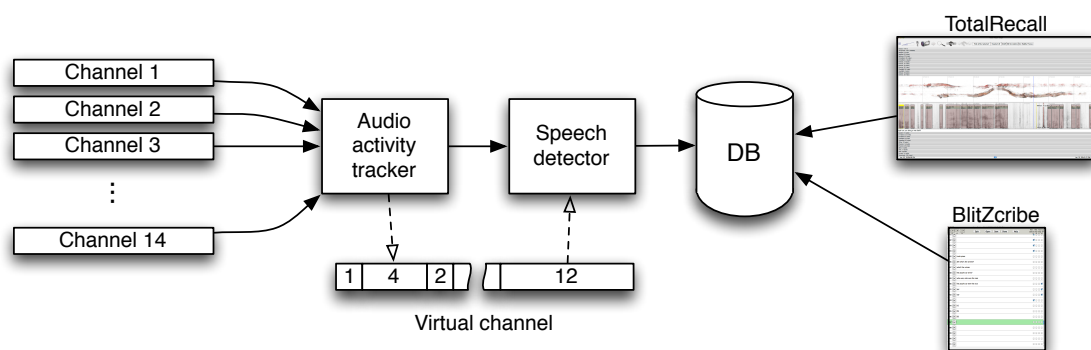 TotalRecall
Channel 1
Channel 2
Channel 3
⋮
Channel 14
Audio
activity
tracker
Speech
detector
DB
BlitZcribe
1 4 2 12
Virtual channel